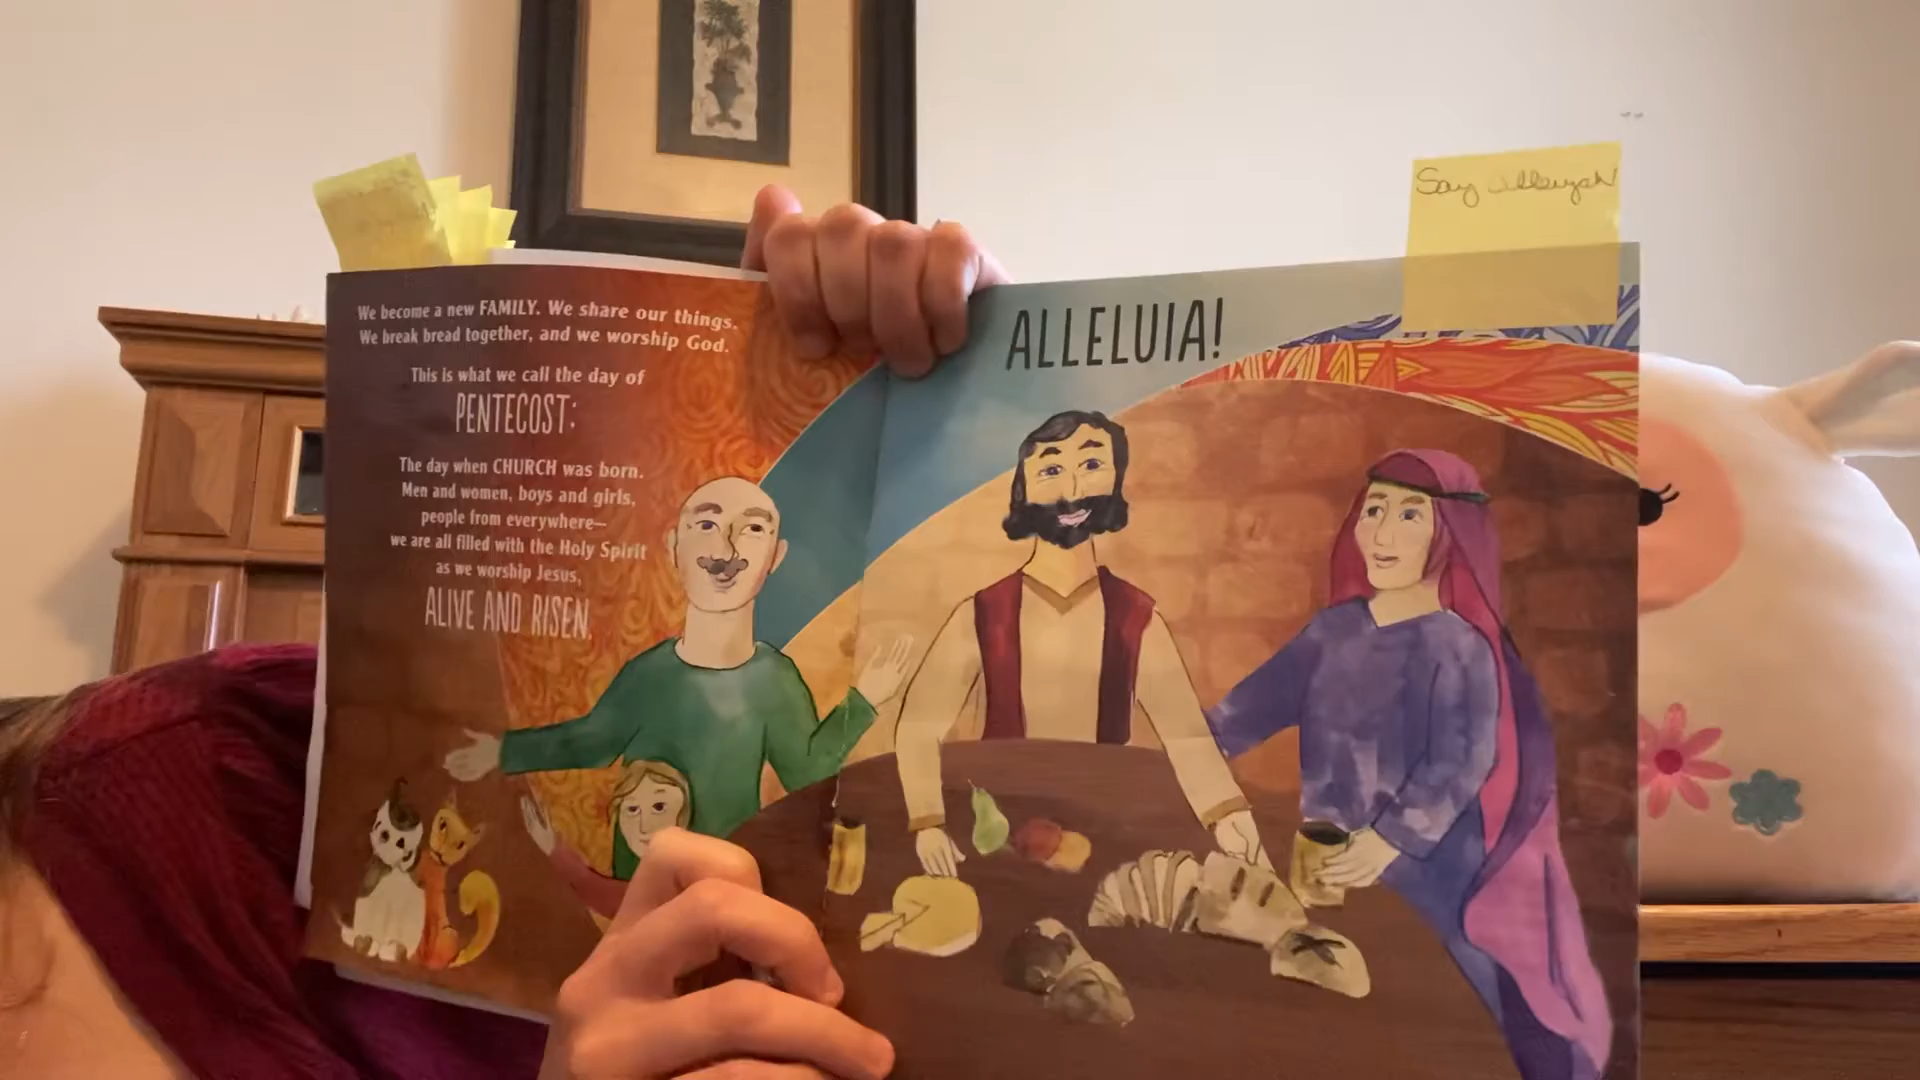 Say Alleluyah!
We become a new FAMILY. We share our things.
We break bread together, and we worship God.
This is what we call the day of
PENTECOST:
The day when CHURCH was born.
Men and women, boys and girls,
people from everywhere—
we are all filled with the Holy Spirit
as we worship Jesus,
ALIVE AND RISEN.
ALLELUIA!